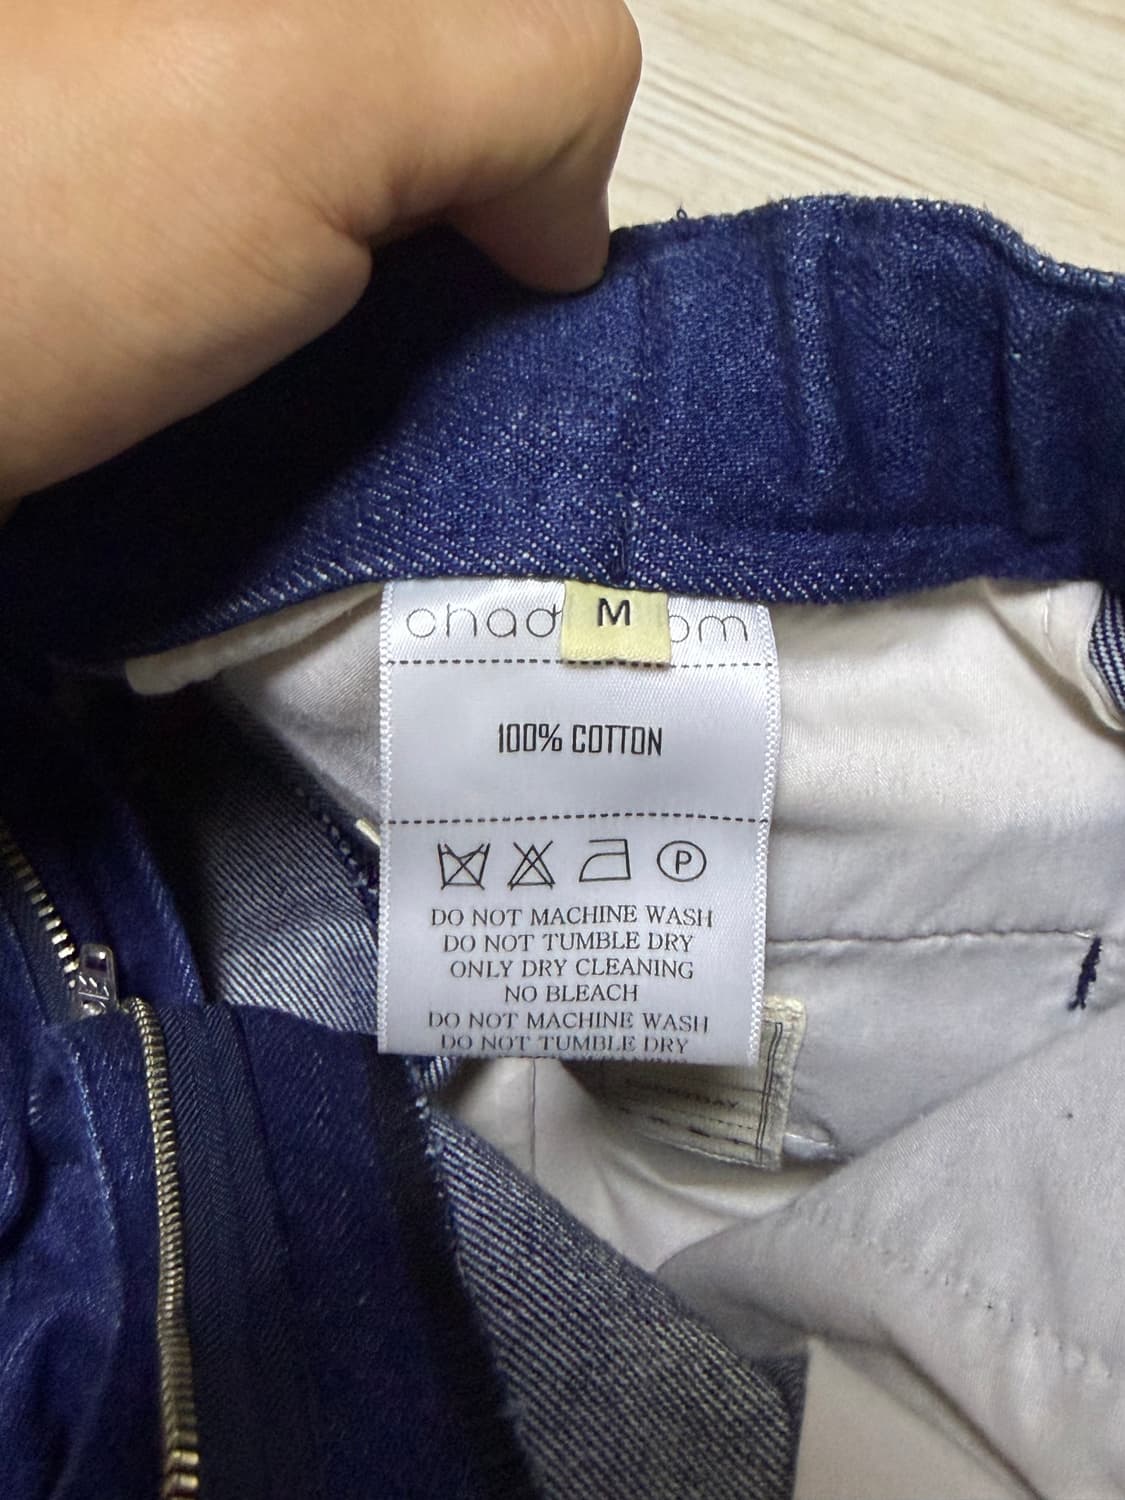 M
100% COTTON
P
DO NOT MACHINE WASH
DO NOT TUMBLE DRY
ONLY DRY CLEANING
NO BLEACH
DO NOT MACHINE WASH
DO NOT TUMBLE DRY